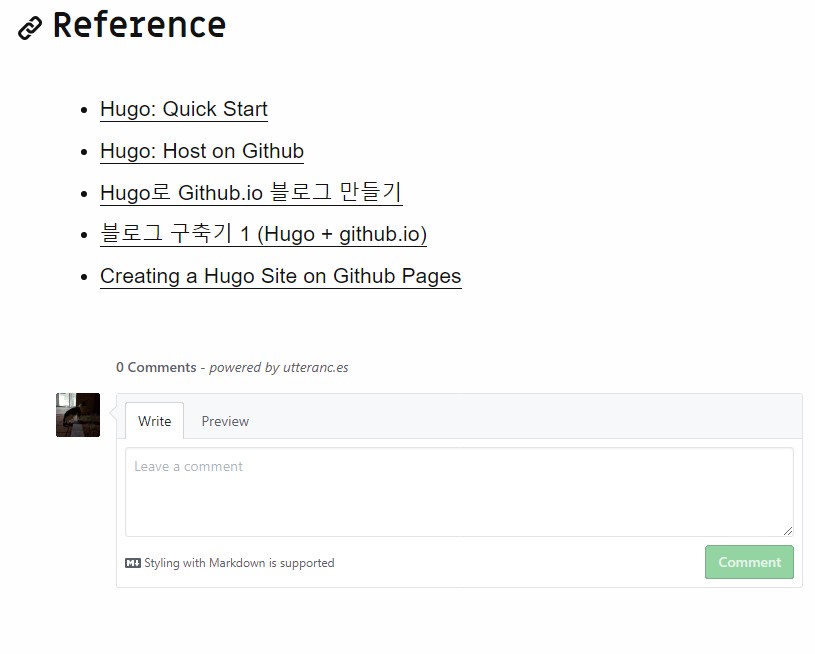 Reference
Hugo: Quick Start
Hugo: Host on Github
Hugo로 Github.io 블로그 만들기
블로그 구축기 1 (Hugo + github.io)
Creating a Hugo Site on Github Pages
0 Comments - powered by utteranc.es
Write Preview
Leave a comment
Styling with Markdown is supported
Comment